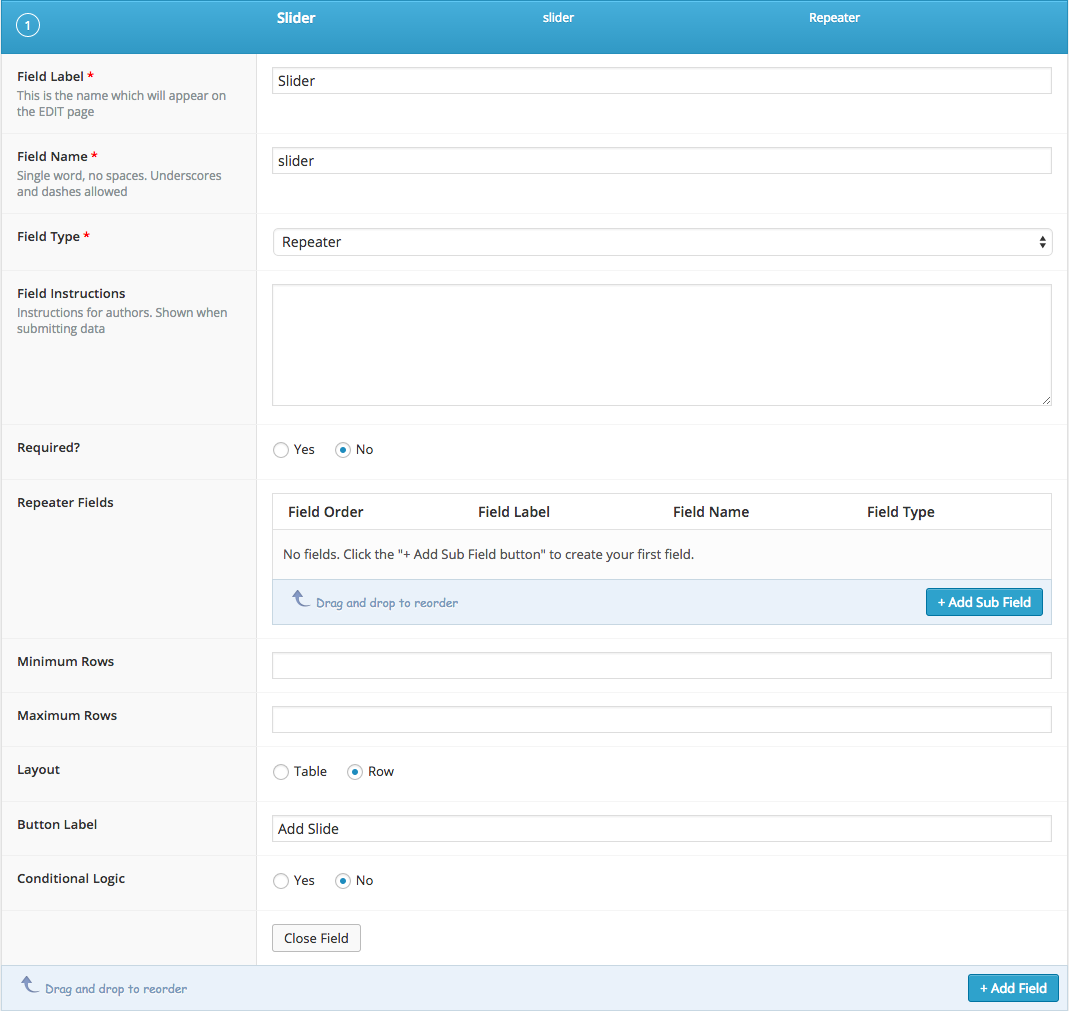 1 Slider slider Repeater
Field Label *
This is the name which will appear on
the EDIT page
Slider
Field Name *
Single word, no spaces. Underscores
and dashes allowed
slider
Field Type *
Repeater
Field Instructions
Instructions for authors. Shown when
submitting data
Required?
Yes No
Repeater Fields
Field Order Field Label Field Name Field Type
No fields. Click the "+ Add Sub Field button" to create your first field.
Drag and drop to reorder
+ Add Sub Field
Minimum Rows
Maximum Rows
Layout
Table Row
Button Label
Add Slide
Conditional Logic
Yes No
Close Field
Drag and drop to reorder
+ Add Field